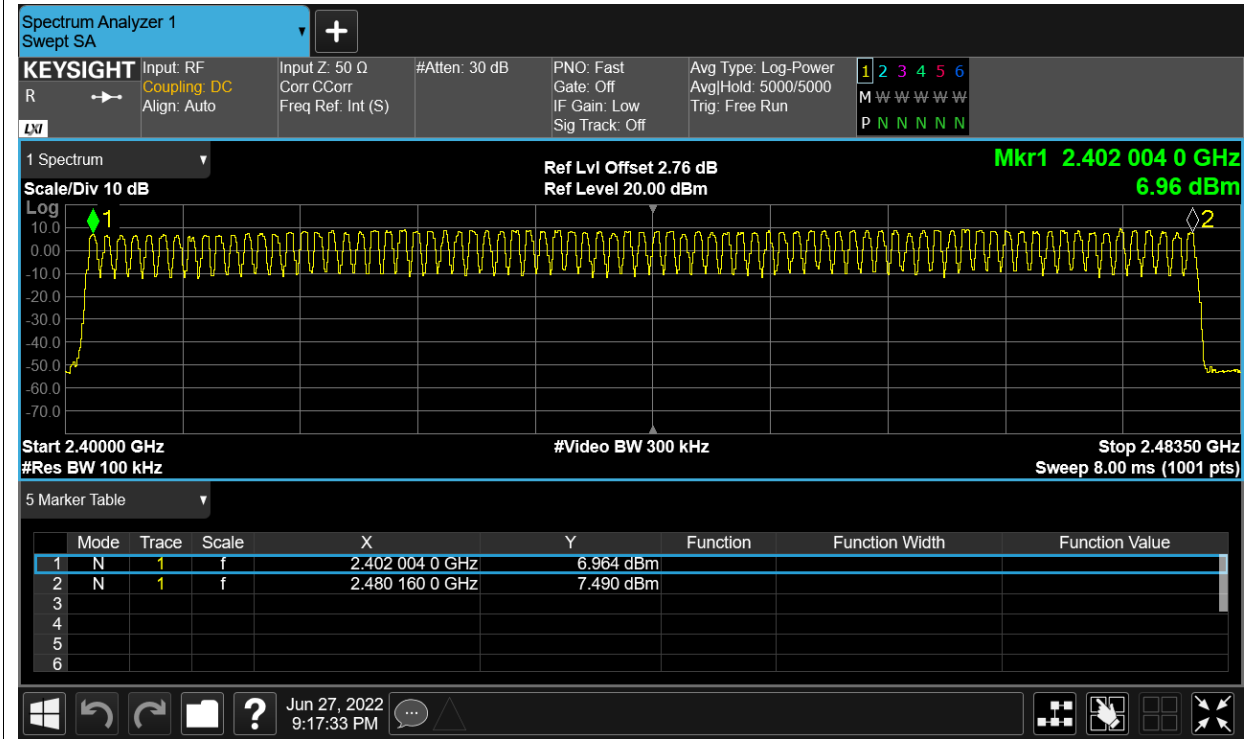 Spectrum Analyzer 1
Swept SA
KEYSIGHT Input: RF Input Z: 50 Ω #Atten: 30 dB PNO: Fast Avg Type: Log-Power 1 2 3 4 5 6
R Coupling: DC Corr CCorr Gate: Off Avg|Hold: 5000/5000 M W W W W W W
Align: Auto Freq Ref: Int (S) IF Gain: Low Trig: Free Run
LXI Sig Track: Off P N N N N N N
1 Spectrum Ref Lvl Offset 2.76 dB Mkr1 2.402 004 0 GHz
Scale/Div 10 dB Ref Level 20.00 dBm 6.96 dBm
Log
1 2
10.0
0.00
-10.0
-20.0
-30.0
-40.0
-50.0
-60.0
-70.0
Start 2.40000 GHz #Video BW 300 kHz Stop 2.48350 GHz
#Res BW 100 kHz Sweep 8.00 ms (1001 pts)
5 Marker Table
Mode Trace Scale X Y Function Function Width Function Value
1 N 1 f 2.402 004 0 GHz 6.964 dBm
2 N 1 f 2.480 160 0 GHz 7.490 dBm
3
4
5
6
? Jun 27, 2022
9:17:33 PM